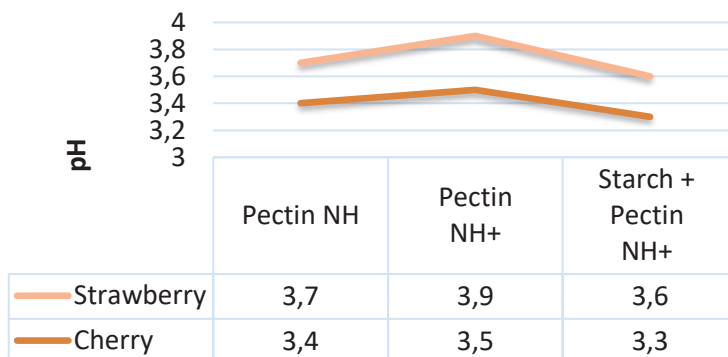 4
3,8
3,6
3,4
3,2
3
pH
Pectin NH
Pectin
NH+
Starch +
Pectin
NH+
Strawberry 3,7 3,9 3,6
Cherry 3,4 3,5 3,3